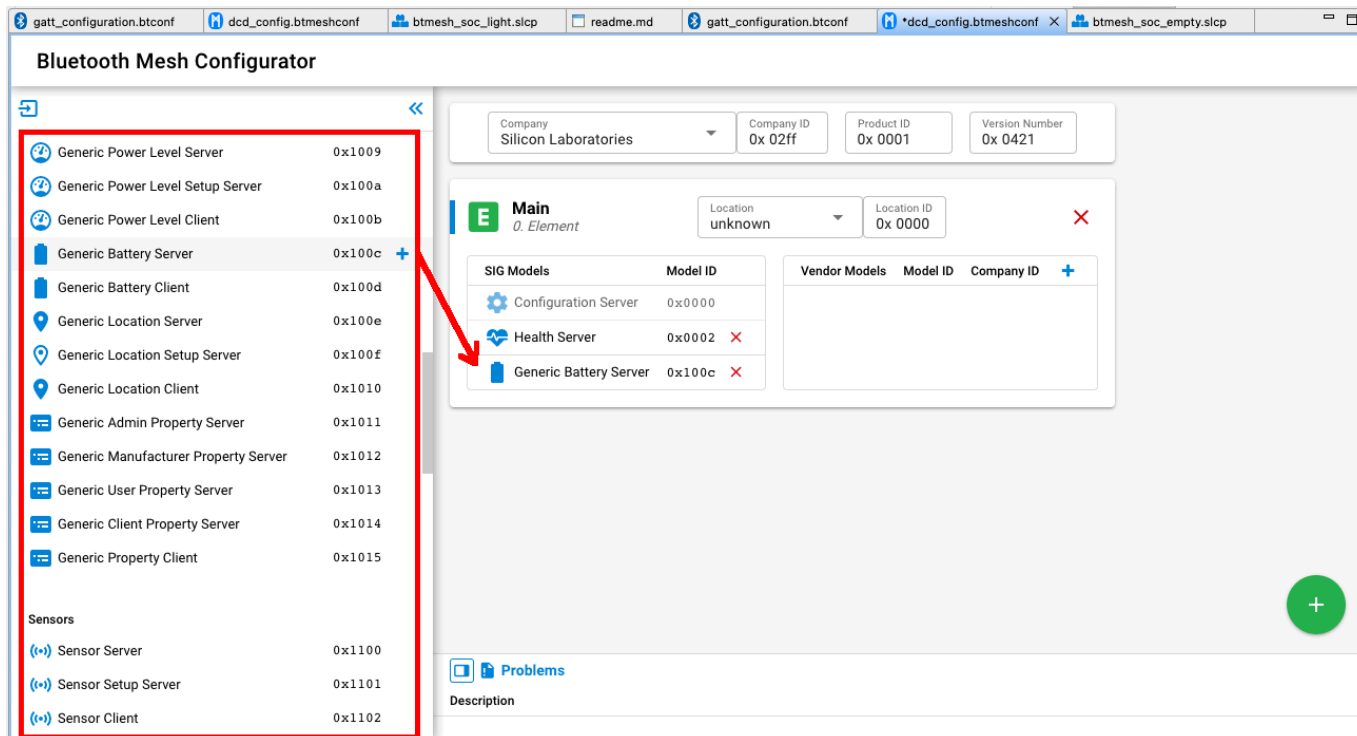 gatt_configuration.btconf dcd_config.btmeshconf btmesh_soc_light.slcp readme.md gatt_configuration.btconf *dcd_config.btmeshconf btmesh_soc_empty.slcp
Bluetooth Mesh Configurator
Generic Power Level Server 0x1009
Generic Power Level Setup Server 0x100a
Generic Power Level Client 0x100b
Generic Battery Server 0x100c
Generic Battery Client 0x100d
Generic Location Server 0x100e
Generic Location Setup Server 0x100f
Generic Location Client 0x1010
Generic Admin Property Server 0x1011
Generic Manufacturer Property Server 0x1012
Generic User Property Server 0x1013
Generic Client Property Server 0x1014
Generic Property Client 0x1015
Sensors
Sensor Server 0x1100
Sensor Setup Server 0x1101
Sensor Client 0x1102
Company Company ID Product ID Version Number
Silicon Laboratories 0x 02ff 0x 0001 0x 0421
E
Main
0. Element
Location Location ID
unknown 0x 0000
SIG Models Model ID
Configuration Server 0x0000
Health Server 0x0002
Generic Battery Server 0x100c
Vendor Models Model ID Company ID
Problems
Description